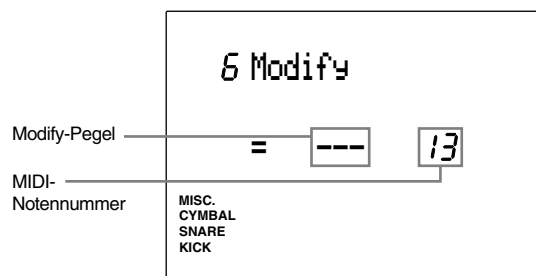 6 Modify
Modify-Pegel
= --- 13
MIDI-
Notennummer
MISC.
CYMBAL
SNARE
KICK